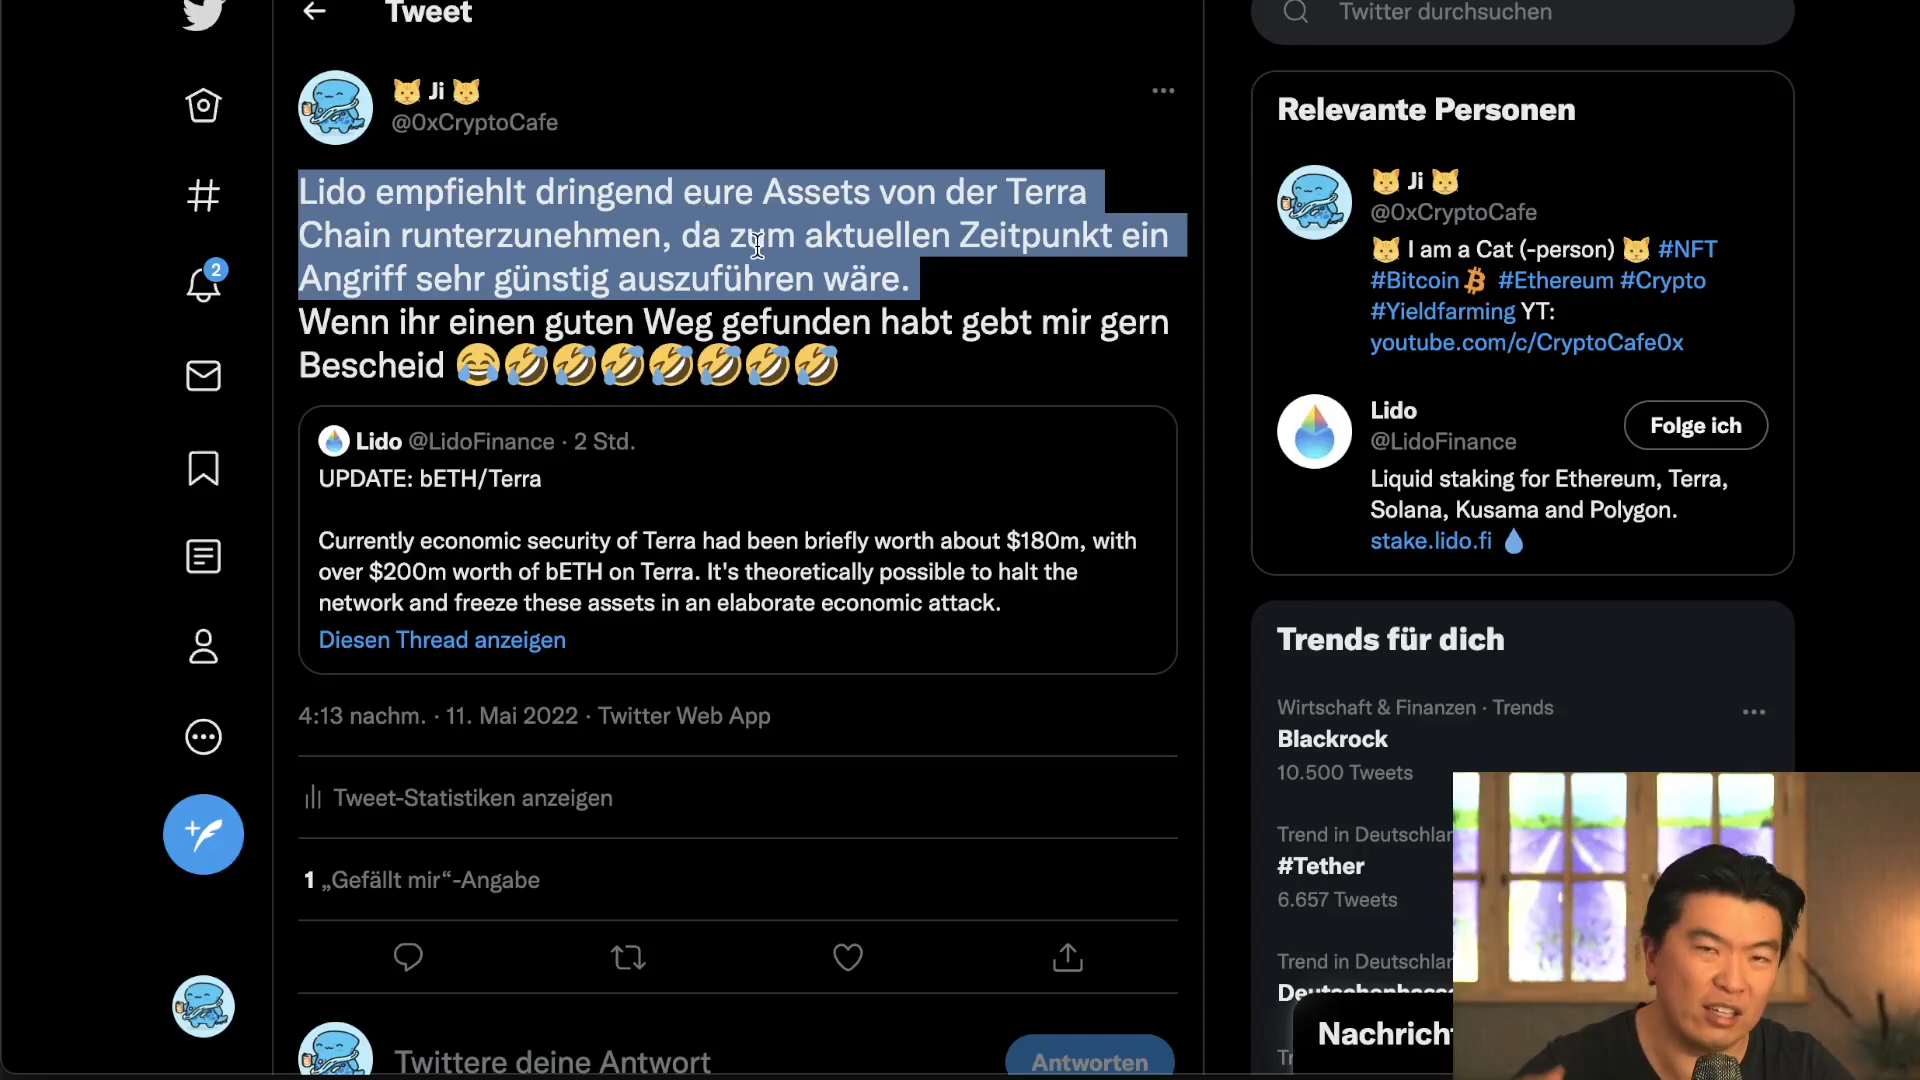 Tweet
Twitter durchsuchen
🐱 Ji 🐱
@0xCryptoCafe
Lido empfiehlt dringend eure Assets von der Terra
Chain runterzunehmen, da zum aktuellen Zeitpunkt ein
Angriff sehr günstig auszuführen wäre.
Wenn ihr einen guten Weg gefunden habt gebt mir gern
Bescheid 😂🤣🤣🤣🤣🤣🤣🤣
Lido @LidoFinance · 2 Std.
UPDATE: bETH/Terra
Currently economic security of Terra had been briefly worth about $180m, with
over $200m worth of bETH on Terra. It's theoretically possible to halt the
network and freeze these assets in an elaborate economic attack.
Diesen Thread anzeigen
4:13 nachm. · 11. Mai 2022 · Twitter Web App
Tweet-Statistiken anzeigen
1 „Gefällt mir“-Angabe
Twittere deine Antwort
Antworten
2
Relevante Personen
🐱 Ji 🐱
@0xCryptoCafe
🐱 I am a Cat (-person) 🐱 #NFT
#Bitcoin #Ethereum #Crypto
#Yieldfarming YT:
youtube.com/c/CryptoCafe0x
Lido
@LidoFinance
Folge ich
Liquid staking for Ethereum, Terra,
Solana, Kusama and Polygon.
stake.lido.fi 💧
Trends für dich
Wirtschaft & Finanzen · Trends
Blackrock
10.500 Tweets
Trend in
#Tether
6.657 Tweets
Trend in